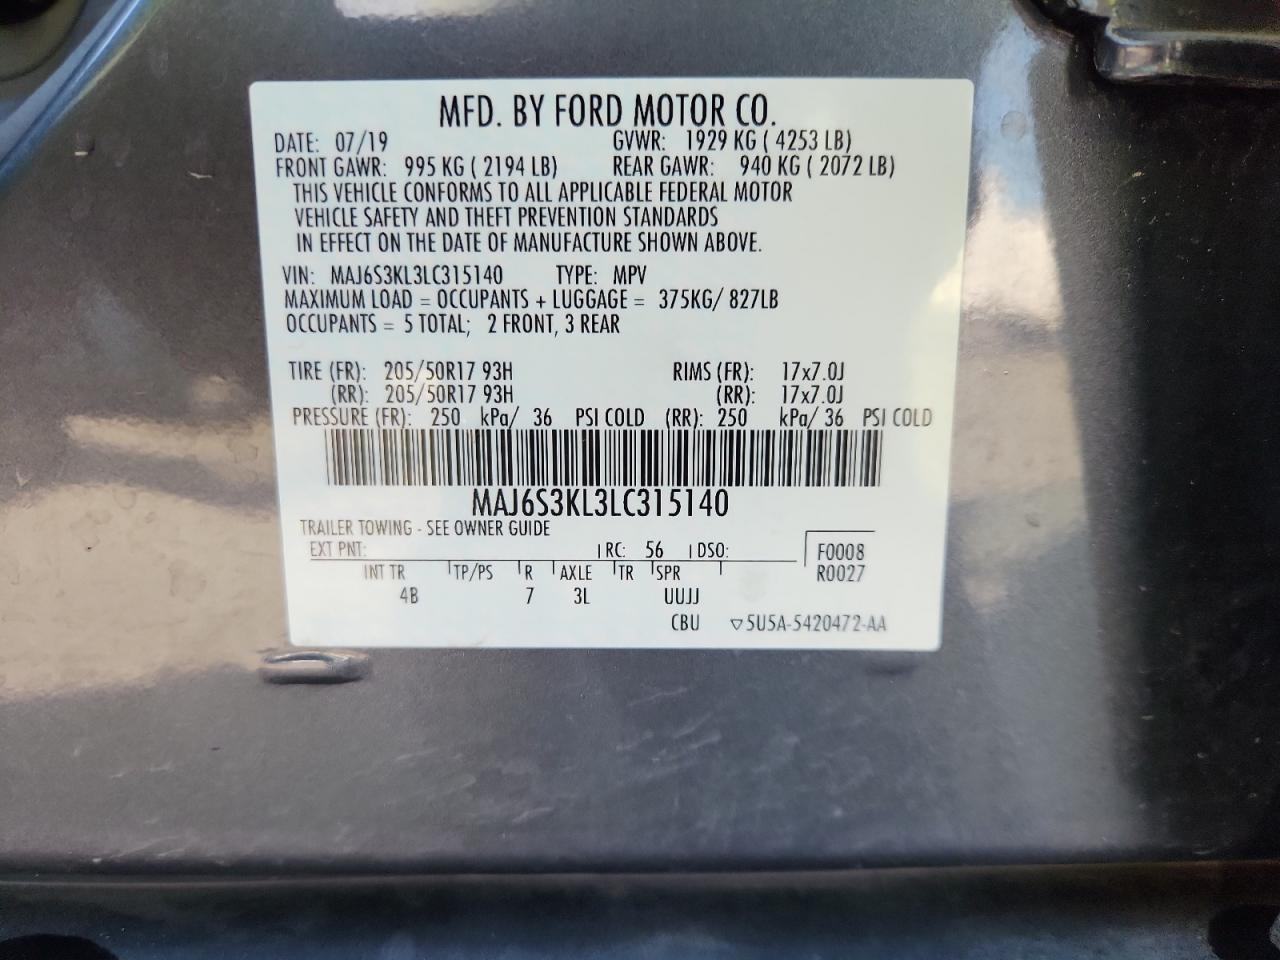 MFD. BY FORD MOTOR CO.
DATE: 07/19 GVWR: 1929 KG ( 4253 LB)
FRONT GAWR: 995 KG ( 2194 LB) REAR GAWR: 940 KG ( 2072 LB)
THIS VEHICLE CONFORMS TO ALL APPLICABLE FEDERAL MOTOR
VEHICLE SAFETY AND THEFT PREVENTION STANDARDS
IN EFFECT ON THE DATE OF MANUFACTURE SHOWN ABOVE.
VIN: MAJ6S3KL3LC315140 TYPE: MPV
MAXIMUM LOAD = OCCUPANTS + LUGGAGE = 375KG/ 827LB
OCCUPANTS = 5 TOTAL; 2 FRONT, 3 REAR
TIRE (FR): 205/50R17 93H RIMS (FR): 17x7.0J
(RR): 205/50R17 93H (RR): 17x7.0J
PRESSURE (FR): 250 kPa/ 36 PSI COLD (RR): 250 kPa/ 36 PSI COLD
MAJ6S3KL3LC315140
TRAILER TOWING - SEE OWNER GUIDE
EXT PNT: RC: 56 DSO: F0008
INT TR TP/PS R AXLE TR SPR R0027
4B 7 3L UUJJ
CBU ▽5U5A-5420472-AA